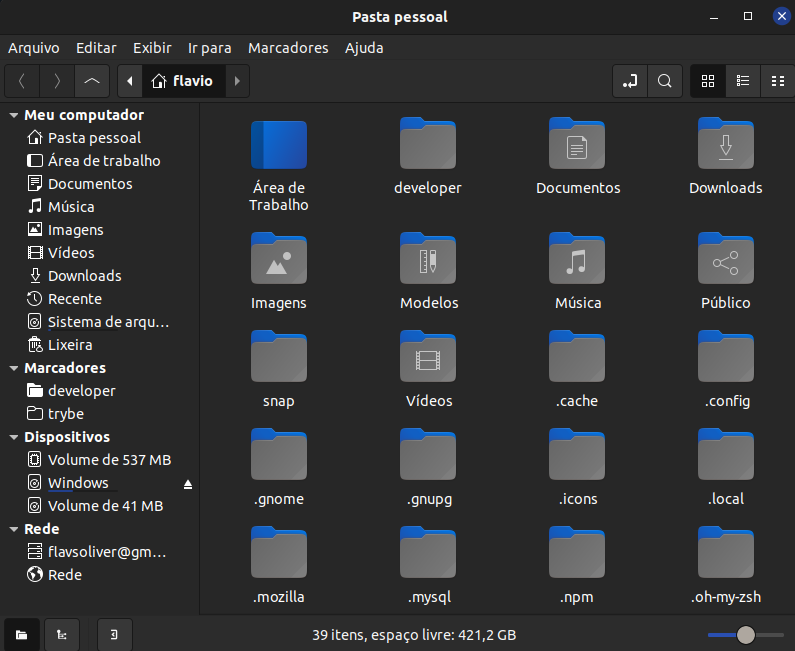 Pasta pessoal
Arquivo Editar Exibir Ir para Marcadores Ajuda
flavio
Meu computador
Pasta pessoal
Área de trabalho
Documentos
Música
Imagens
Vídeos
Downloads
Recente
Sistema de arqu...
Lixeira
Marcadores
developer
trybe
Dispositivos
Volume de 537 MB
Windows
Volume de 41 MB
Rede
flavsoliver@gm...
Rede
Área de
Trabalho
developer
Documentos
Downloads
Imagens
Modelos
Música
Público
snap
Vídeos
.cache
.config
.gnome
.gnupg
.icons
.local
.mozilla
.mysql
.npm
.oh-my-zsh
39 itens, espaço livre: 421,2 GB